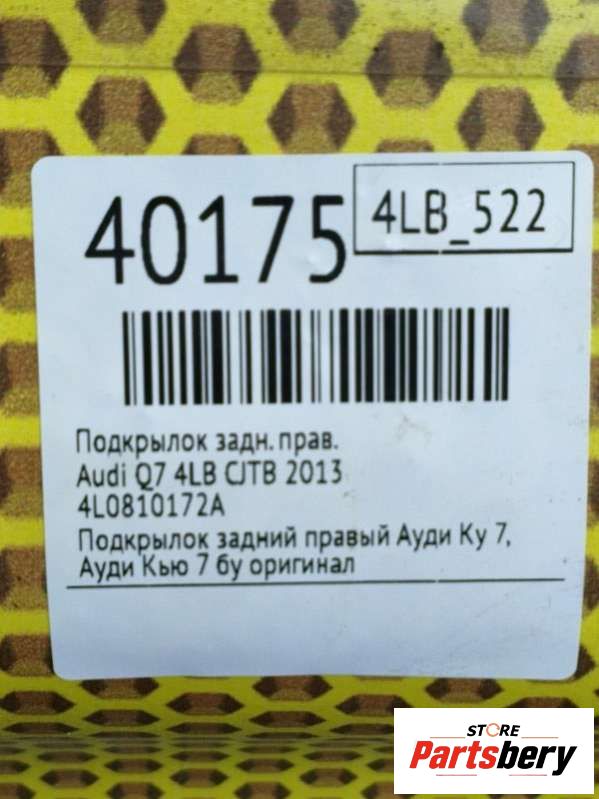 40175
4LB_522
Подкрылок задн. прав.
Audi Q7 4LB CJTB 2013
4L0810172A
Подкрылок задний правый Ауди Ку 7,
Ауди Кью 7 бу оригинал
STORE
Partsbery